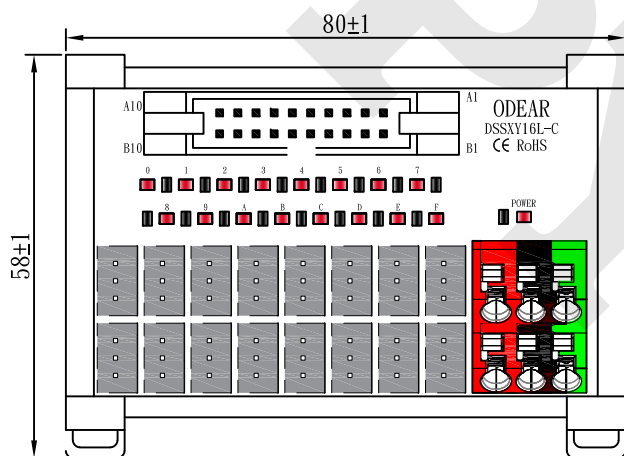 80±1
58±1
A10 A1
B10 B1
ODEAR
DSSXY16L-C
CE RoHS
0 1 2 3 4 5 6 7
8 9 A B C D E F
POWER